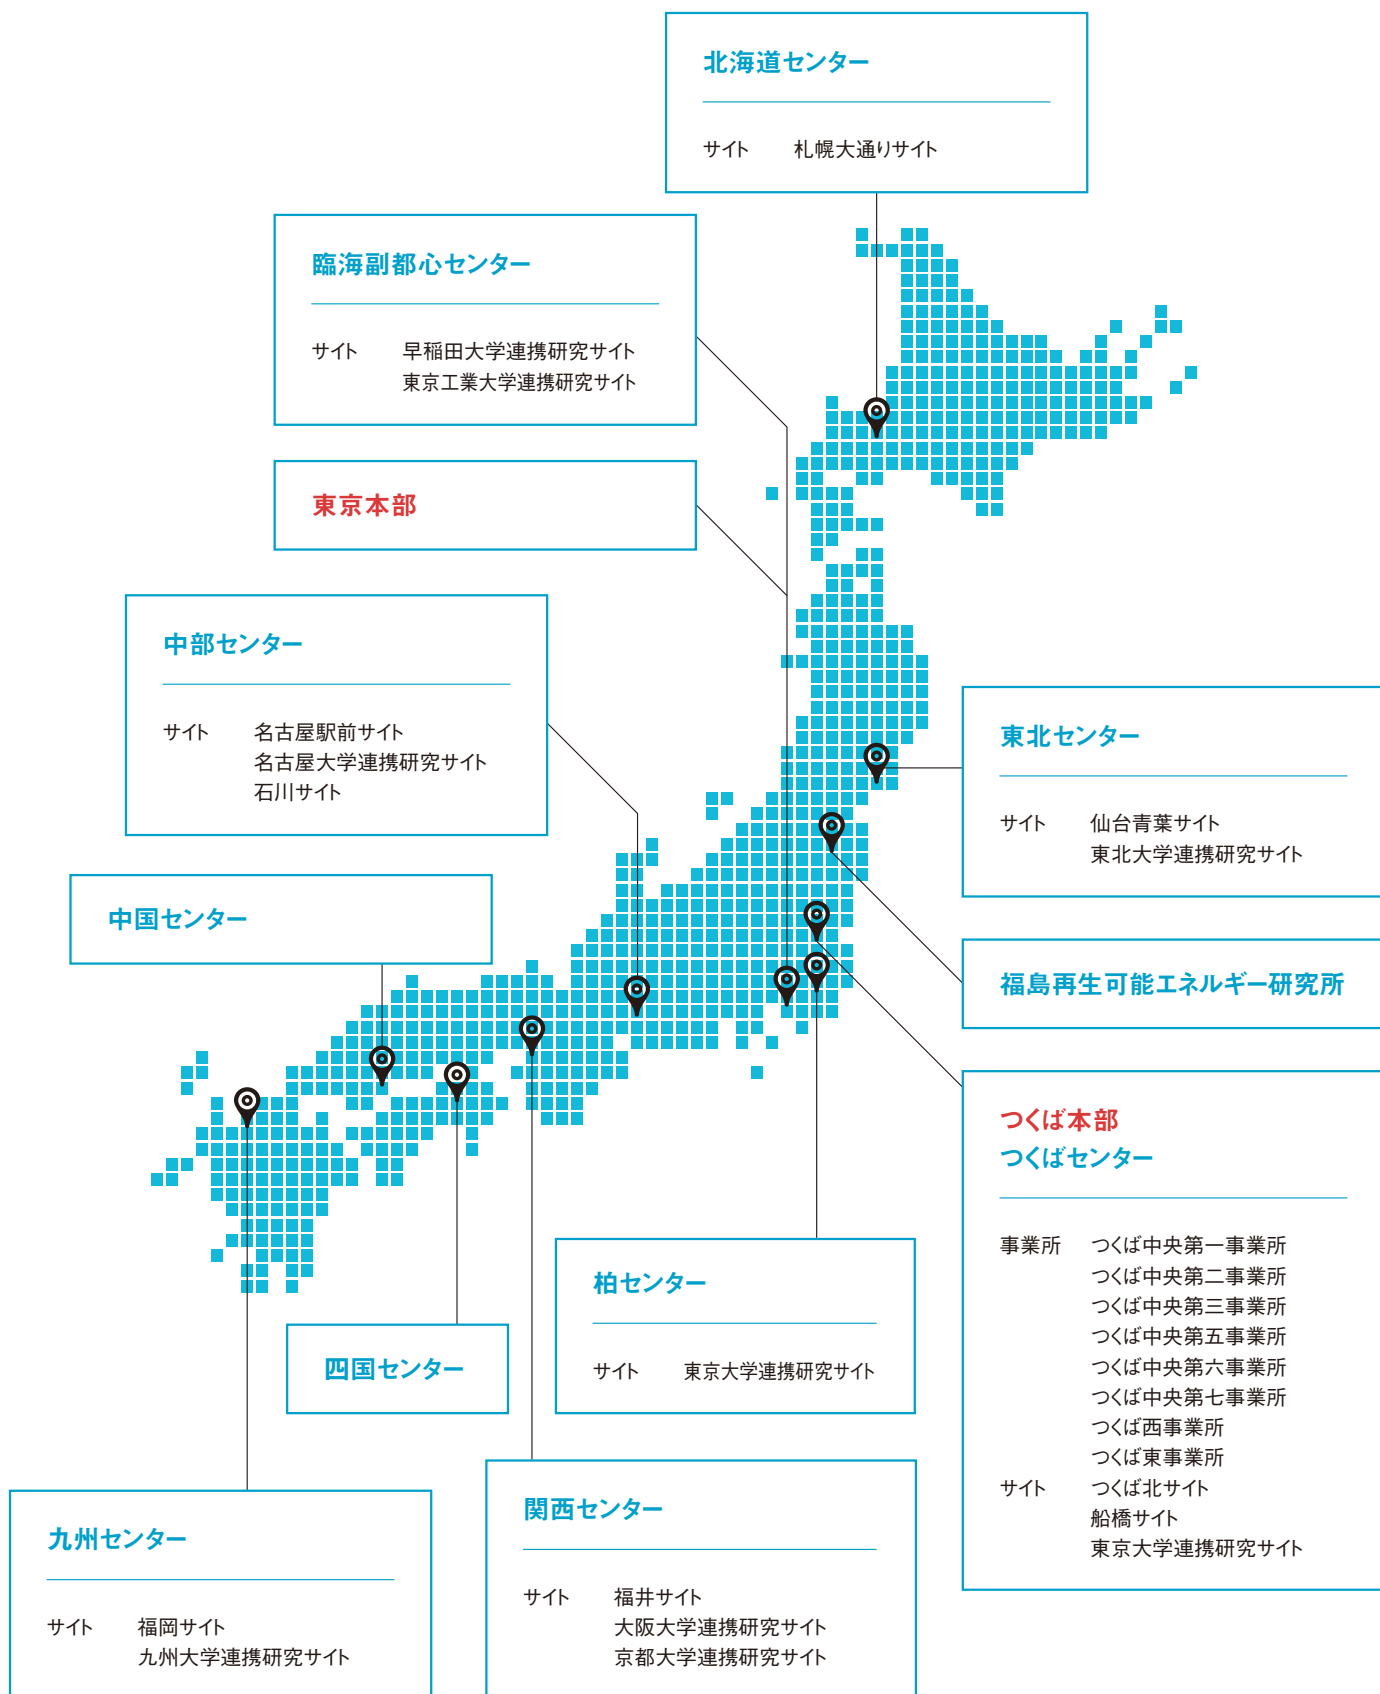 北海道センター
サイト 札幌大通りサイト
臨海副都心センター
サイト 早稲田大学連携研究サイト
東京工業大学連携研究サイト
東京本部
中部センター
サイト 名古屋駅前サイト
名古屋大学連携研究サイト
石川サイト
東北センター
サイト 仙台青葉サイト
東北大学連携研究サイト
中国センター
福島再生可能エネルギー研究所
つくば本部
つくばセンター
事業所 つくば中央第一事業所
つくば中央第二事業所
つくば中央第三事業所
つくば中央第五事業所
つくば中央第六事業所
つくば中央第七事業所
つくば西事業所
つくば東事業所
サイト つくば北サイト
船橋サイト
東京大学連携研究サイト
柏センター
サイト 東京大学連携研究サイト
四国センター
関西センター
サイト 福井サイト
大阪大学連携研究サイト
京都大学連携研究サイト
九州センター
サイト 福岡サイト
九州大学連携研究サイト